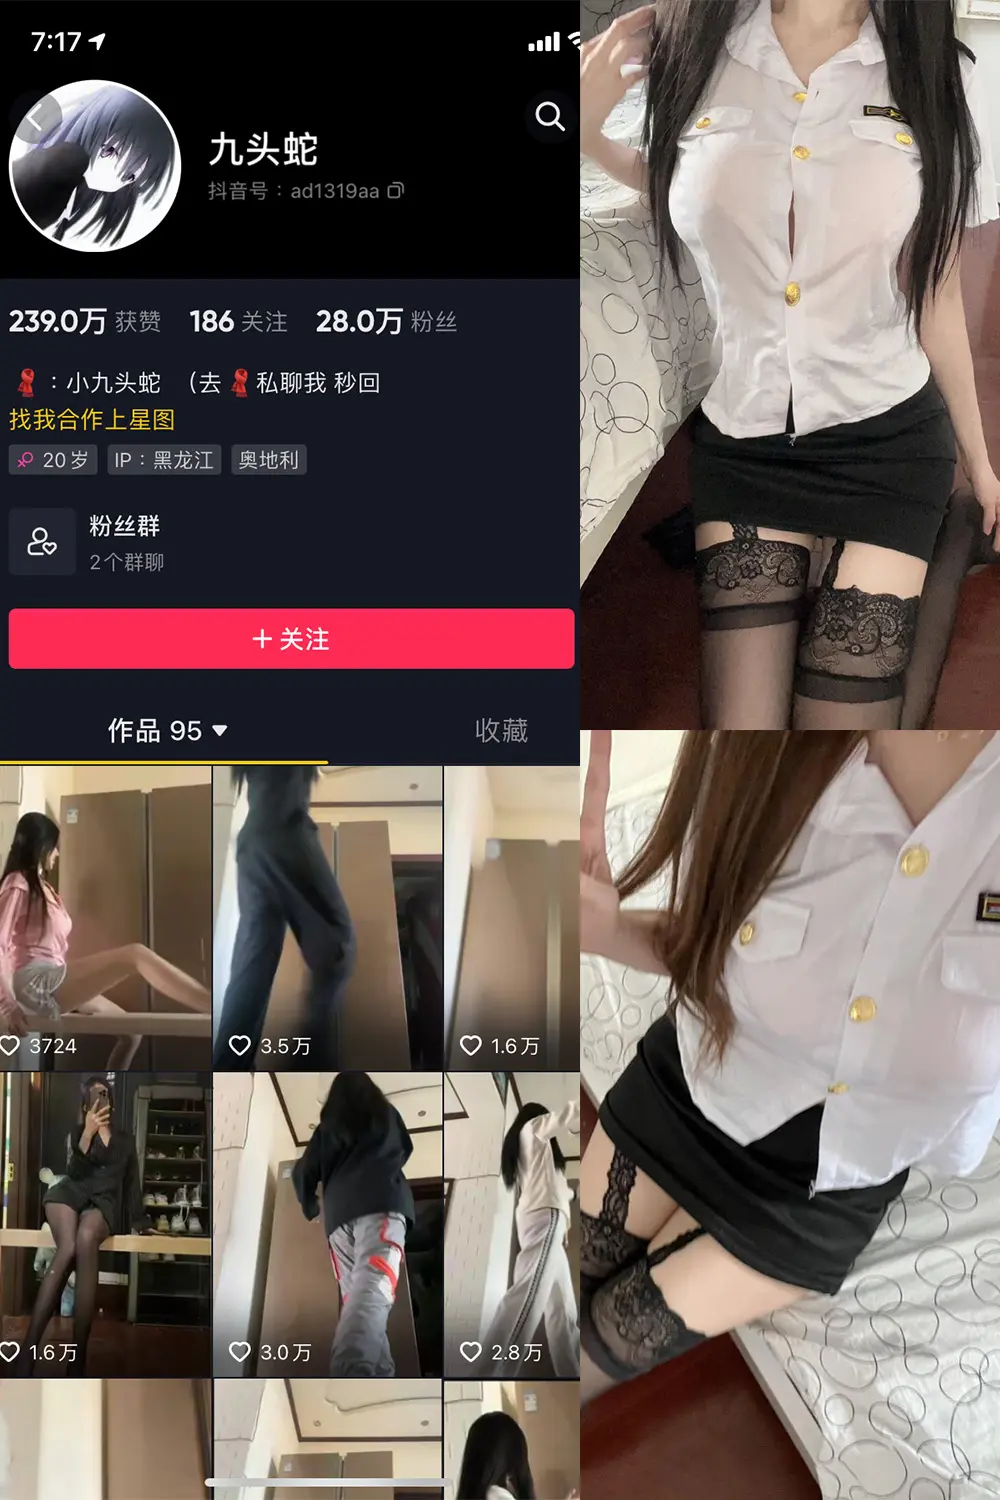 7:17
九头蛇
抖音号：ad1319aa
239.0万 获赞 186 关注 28.0万 粉丝
：小九头蛇 （去 私聊我 秒回
找我合作上星图
20岁 IP：黑龙江 奥地利
粉丝群
2个群聊
+ 关注
作品 95 收藏
3724 3.5万 1.6万
1.6万 3.0万 2.8万